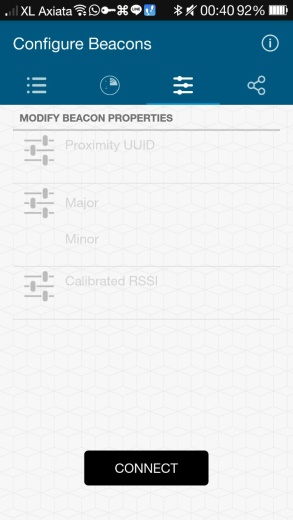 XL Axiata 00:40 92%
Configure Beacons
MODIFY BEACON PROPERTIES
Proximity UUID
Major
Minor
Calibrated RSSI
CONNECT